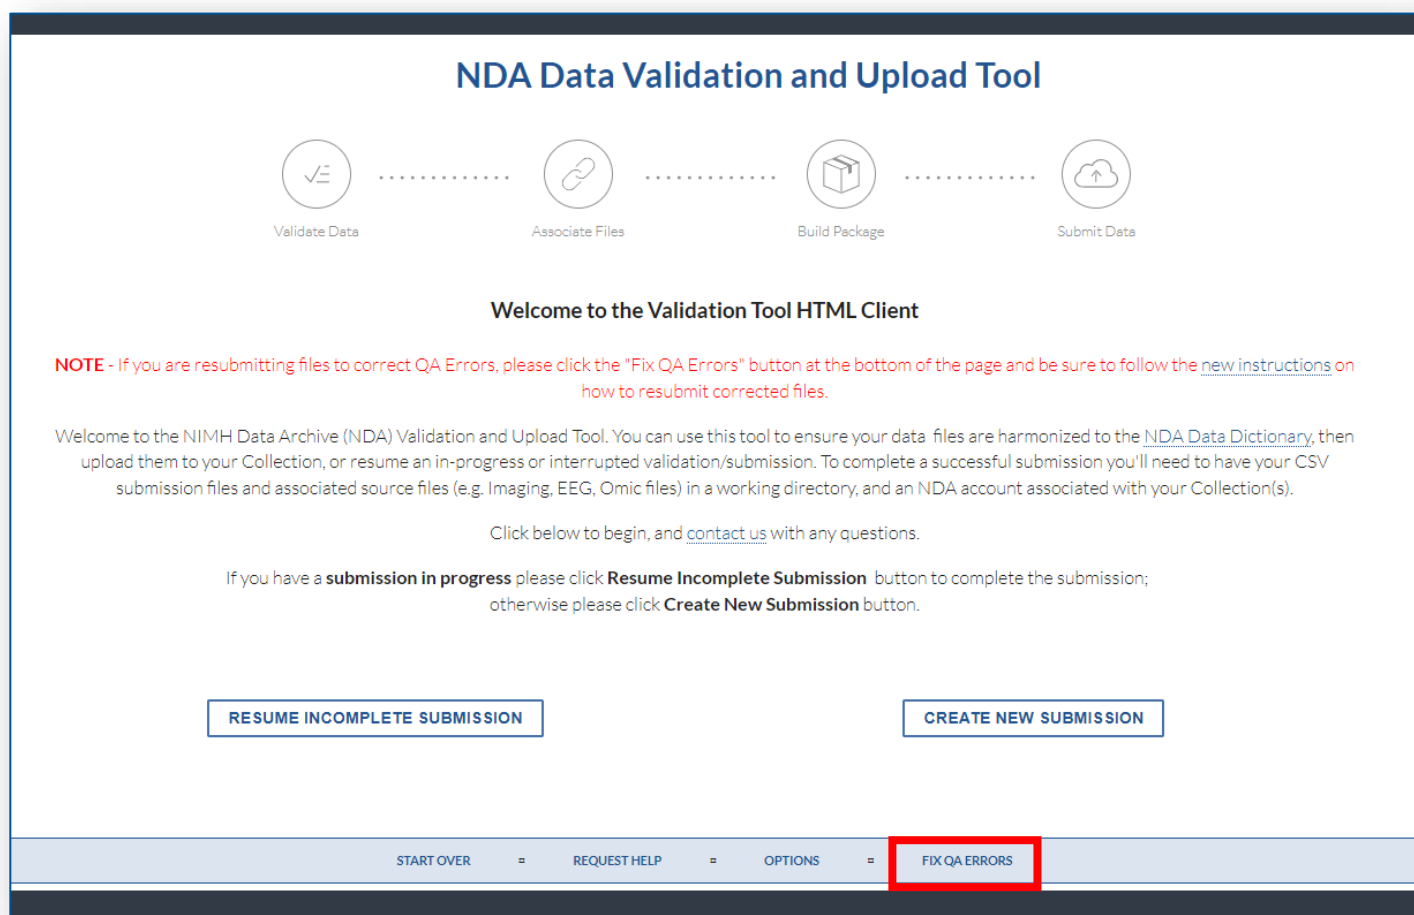 NDA Data Validation and Upload Tool
Validate Data
Associate Files
Build Package
Submit Data
Welcome to the Validation Tool HTML Client
NOTE - If you are resubmitting files to correct QA Errors, please click the "Fix QA Errors" button at the bottom of the page and be sure to follow the new instructions on
how to resubmit corrected files.
Welcome to the NIMH Data Archive (NDA) Validation and Upload Tool. You can use this tool to ensure your data files are harmonized to the NDA Data Dictionary, then
upload them to your Collection, or resume an in-progress or interrupted validation/submission. To complete a successful submission you'll need to have your CSV
submission files and associated source files (e.g. Imaging, EEG, Omic files) in a working directory, and an NDA account associated with your Collection(s).
Click below to begin, and contact us with any questions.
If you have a submission in progress please click Resume Incomplete Submission button to complete the submission;
otherwise please click Create New Submission button.
RESUME INCOMPLETE SUBMISSION
CREATE NEW SUBMISSION
START OVER ¤ REQUEST HELP ¤ OPTIONS ¤ FIX QA ERRORS